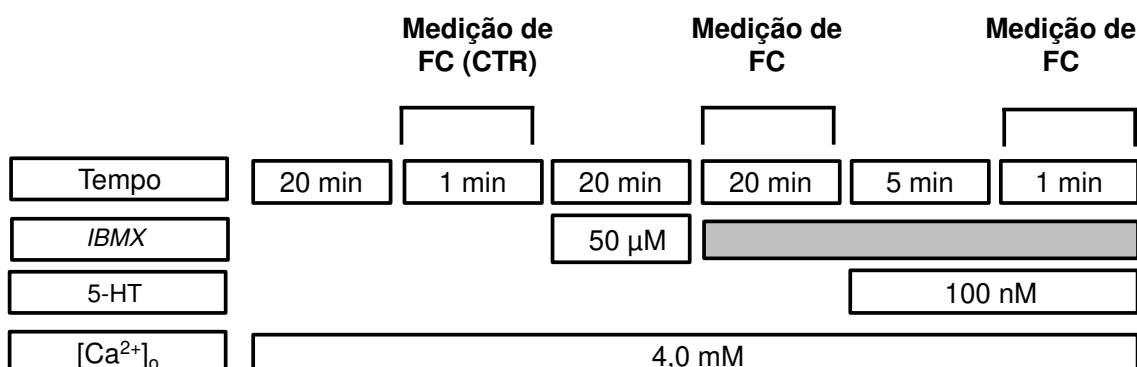 Medição de FC (CTR)
Medição de FC
Medição de FC
Tempo 20 min 1 min 20 min 20 min 5 min 1 min
IBMX 50 µM
5-HT 100 nM
[Ca²⁺]ₒ 4,0 mM